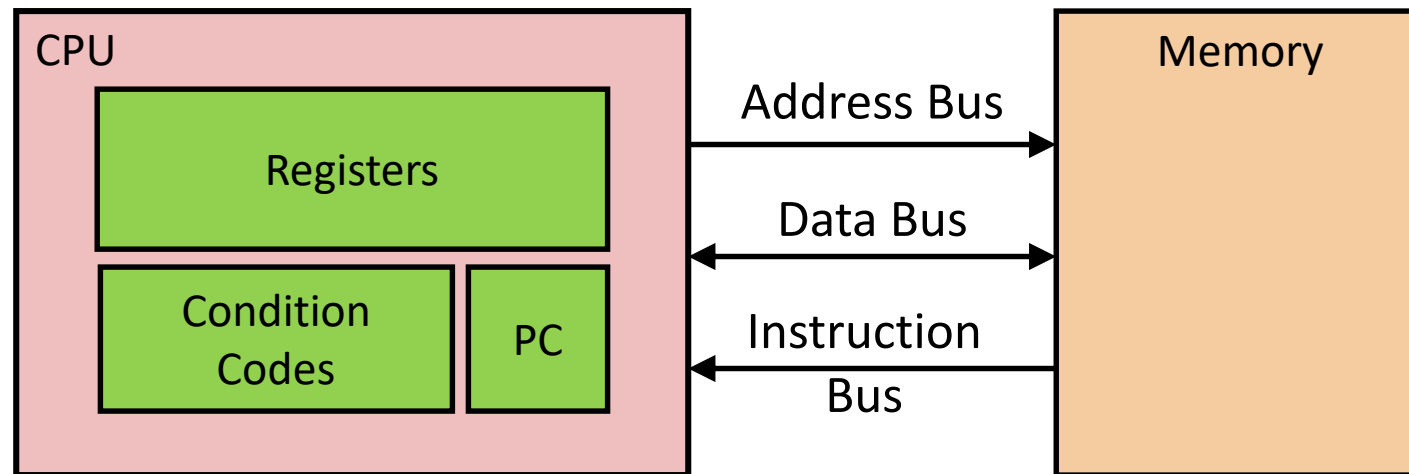 CPU
Registers
Condition
Codes
PC
Address Bus
Data Bus
Instruction
Bus
Memory